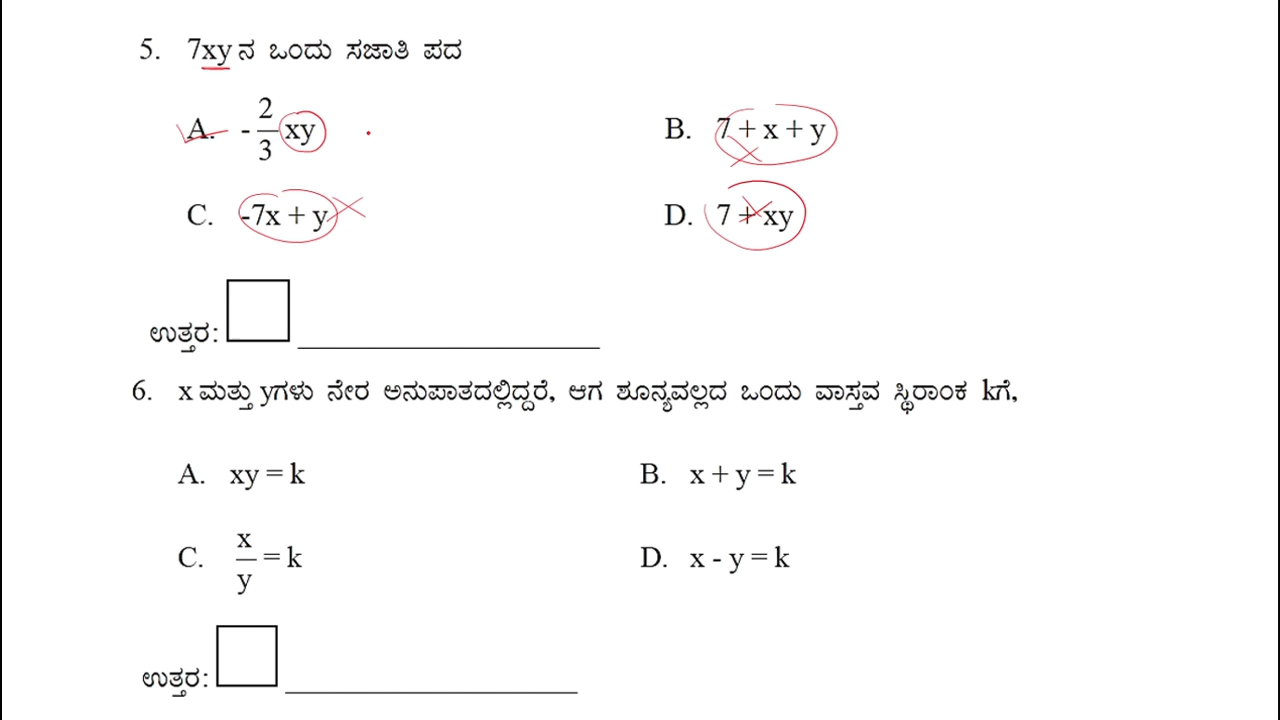 5. 7xy ನ ಒಂದು ಸಜಾತಿ ಪದ
A. -2/3 xy
B. 7 + x + y
C. -7x + y
D. 7 + xy
ಉತ್ತರ:
6. x ಮತ್ತು yಗಳು ನೇರ ಅನುಪಾತದಲ್ಲಿದ್ದರೆ, ಆಗ ಶೂನ್ಯವಲ್ಲದ ಒಂದು ವಾಸ್ತವ ಸ್ಥಿರಾಂಕ kಗೆ,
A. xy = k
B. x + y = k
C. x/y = k
D. x - y = k
ಉತ್ತರ: